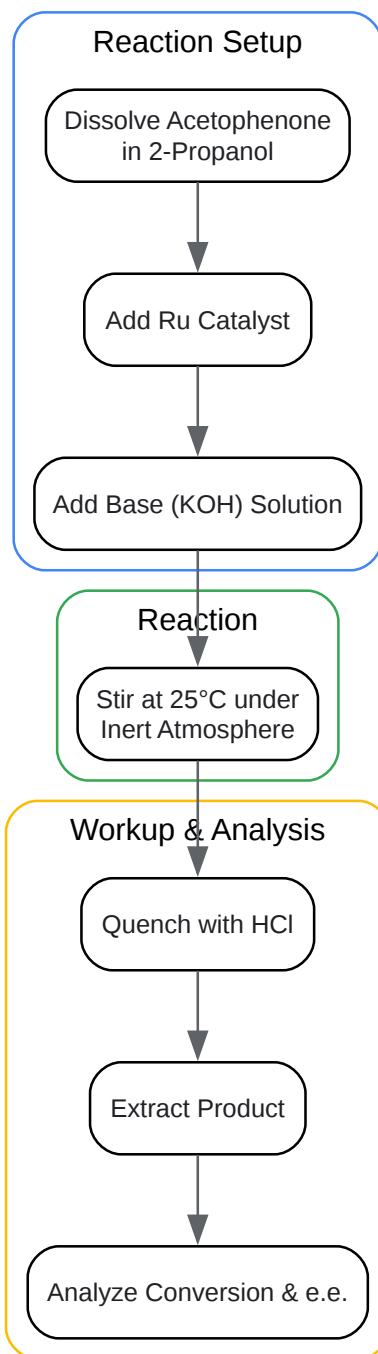 Reaction Setup
Dissolve Acetophenone
in 2-Propanol
Add Ru Catalyst
Add Base (KOH) Solution
Reaction
Stir at 25°C under
Inert Atmosphere
Workup & Analysis
Quench with HCl
Extract Product
Analyze Conversion & e.e.